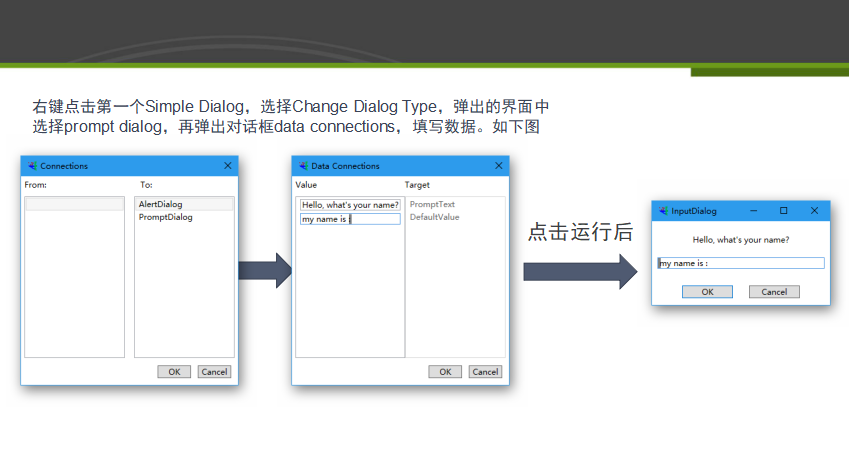 右键点击第一个Simple Dialog，选择Change Dialog Type，弹出的界面中
选择prompt dialog，再弹出对话框data connections，填写数据。如下图
Connections
From:
To:
AlertDialog
PromptDialog
OK
Cancel
Data Connections
Value
Target
Hello, what's your name?
PromptText
my name is :
DefaultValue
OK
Cancel
点击运行后
InputDialog
Hello, what's your name?
my name is :
OK
Cancel